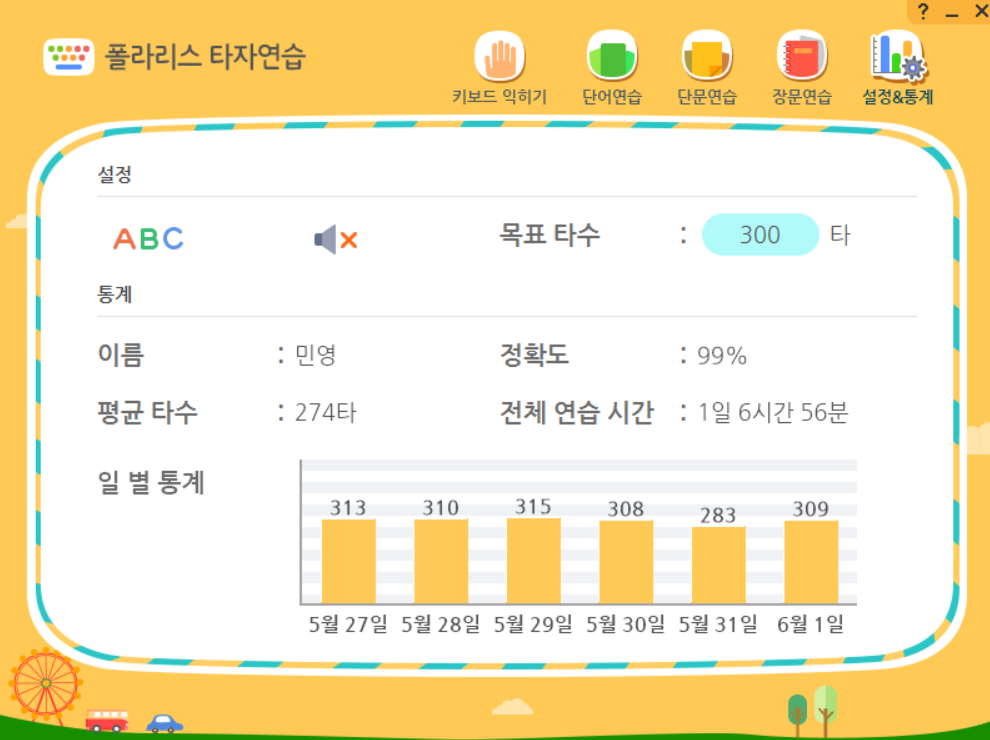 ? _ X
폴라리스 타자연습
키보드 익히기 단어연습 단문연습 장문연습 설정&통계
설정
ABC 목표 타수 : 300 타
통계
이름 : 민영 정확도 : 99%
평균 타수 : 274타 전체 연습 시간 : 1일 6시간 56분
일 별 통계
313 310 315 308 283 309
5월 27일 5월 28일 5월 29일 5월 30일 5월 31일 6월 1일